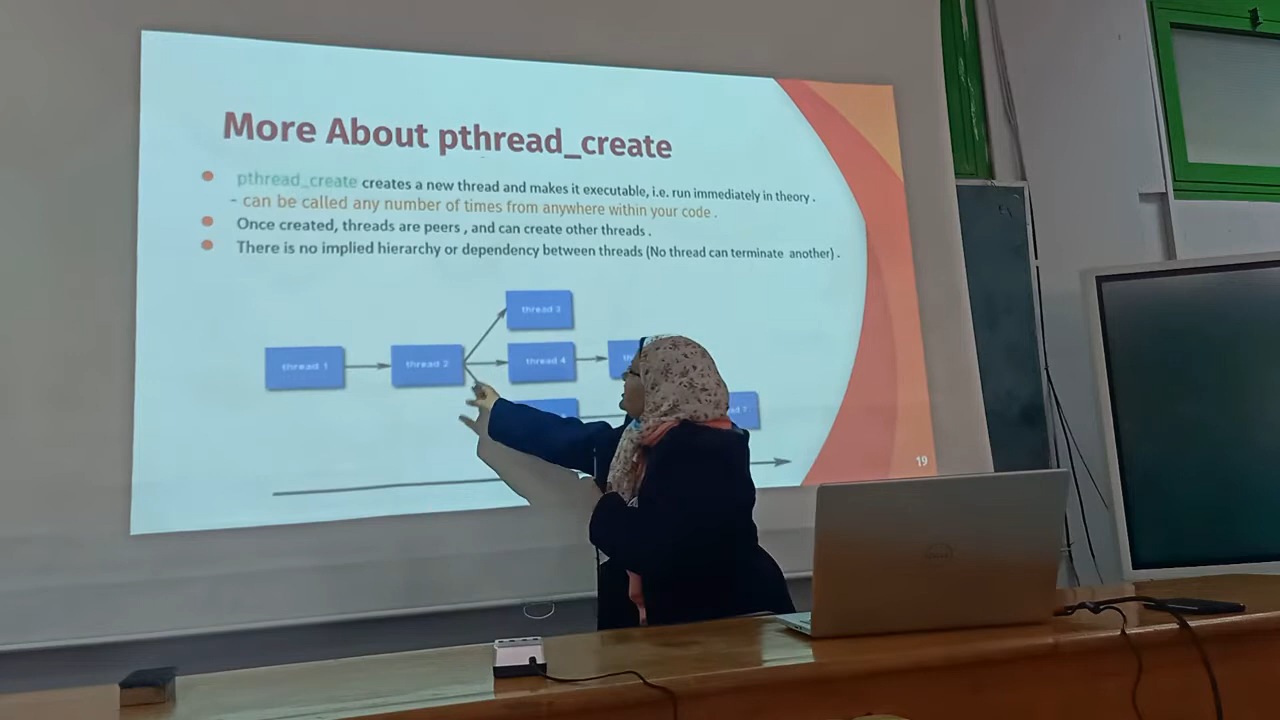 More About pthread_create
pthread_create creates a new thread and makes it executable, i.e. run immediately in theory .
- can be called any number of times from anywhere within your code .
Once created, threads are peers , and can create other threads .
There is no implied hierarchy or dependency between threads (No thread can terminate another) .
thread 3
thread 1
thread 2
thread 4
19
DELL